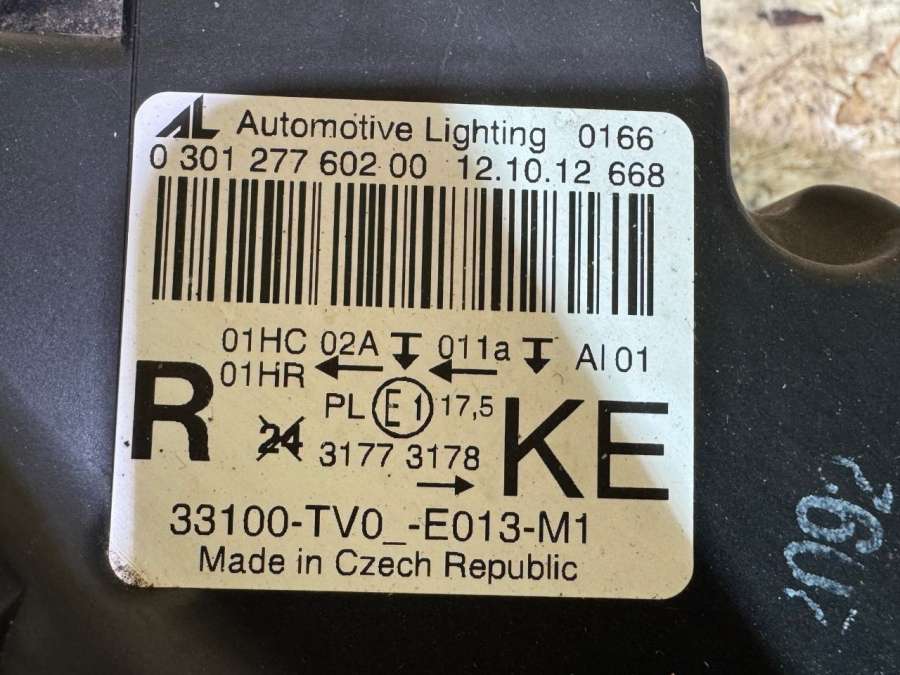 AL Automotive Lighting 0166
0 301 277 602 00 12.10.12 668
01HC 02A 011a AI 01
01HR
R PL E1 17,5 KE
24 3177 3178
33100-TV0_-E013-M1
Made in Czech Republic